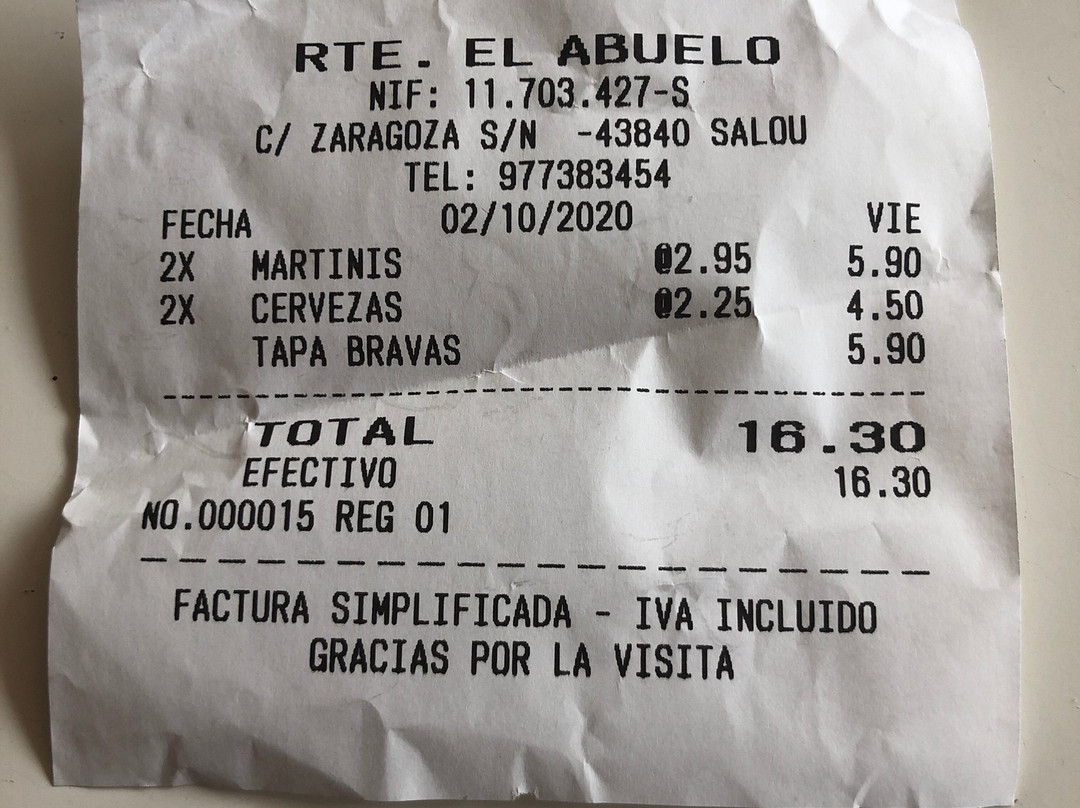 RTE. EL ABUELO
NIF: 11.703.427-S
C/ ZARAGOZA S/N -43840 SALOU
TEL: 977383454
FECHA 02/10/2020 VIE
2X MARTINIS @2.95 5.90
2X CERVEZAS @2.25 4.50
TAPA BRAVAS 5.90
TOTAL 16.30
EFECTIVO 16.30
NO.000015 REG 01
FACTURA SIMPLIFICADA - IVA INCLUIDO
GRACIAS POR LA VISITA